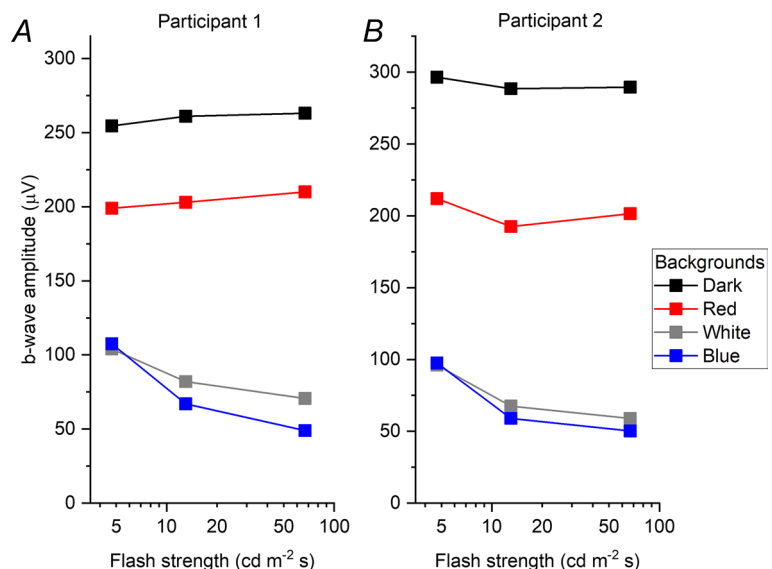 A
Participant 1
B
Participant 2
b-wave amplitude (μV)
300
250
200
150
100
50
0
5
10
50
100
Flash strength (cd m⁻² s)
300
250
200
150
100
50
0
5
10
50
100
Flash strength (cd m⁻² s)
Backgrounds
Dark
Red
White
Blue